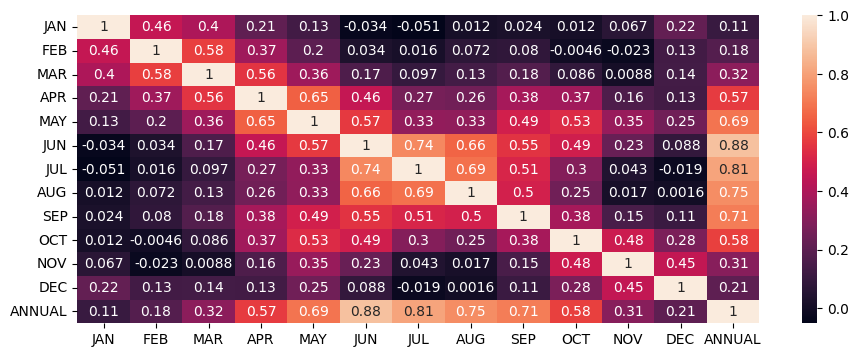 JAN 1 0.46 0.4 0.21 0.13 -0.034 -0.051 0.012 0.024 0.012 0.067 0.22 0.11
FEB 0.46 1 0.58 0.37 0.2 0.034 0.016 0.072 0.08 -0.0046 -0.023 0.13 0.18
MAR 0.4 0.58 1 0.56 0.36 0.17 0.097 0.13 0.18 0.086 0.0088 0.14 0.32
APR 0.21 0.37 0.56 1 0.65 0.46 0.27 0.26 0.38 0.37 0.16 0.13 0.57
MAY 0.13 0.2 0.36 0.65 1 0.57 0.33 0.33 0.49 0.53 0.35 0.25 0.69
JUN -0.034 0.034 0.17 0.46 0.57 1 0.74 0.66 0.55 0.49 0.23 0.088 0.88
JUL -0.051 0.016 0.097 0.27 0.33 0.74 1 0.69 0.51 0.3 0.043 -0.019 0.81
AUG 0.012 0.072 0.13 0.26 0.33 0.66 0.69 1 0.5 0.25 0.017 0.0016 0.75
SEP 0.024 0.08 0.18 0.38 0.49 0.55 0.51 0.5 1 0.38 0.15 0.11 0.71
OCT 0.012 -0.0046 0.086 0.37 0.53 0.49 0.3 0.25 0.38 1 0.48 0.28 0.58
NOV 0.067 -0.023 0.0088 0.16 0.35 0.23 0.043 0.017 0.15 0.48 1 0.45 0.31
DEC 0.22 0.13 0.14 0.13 0.25 0.088 -0.019 0.0016 0.11 0.28 0.45 1 0.21
ANNUAL 0.11 0.18 0.32 0.57 0.69 0.88 0.81 0.75 0.71 0.58 0.31 0.21 1
JAN FEB MAR APR MAY JUN JUL AUG SEP OCT NOV DEC ANNUAL
1.0
0.8
0.6
0.4
0.2
0.0